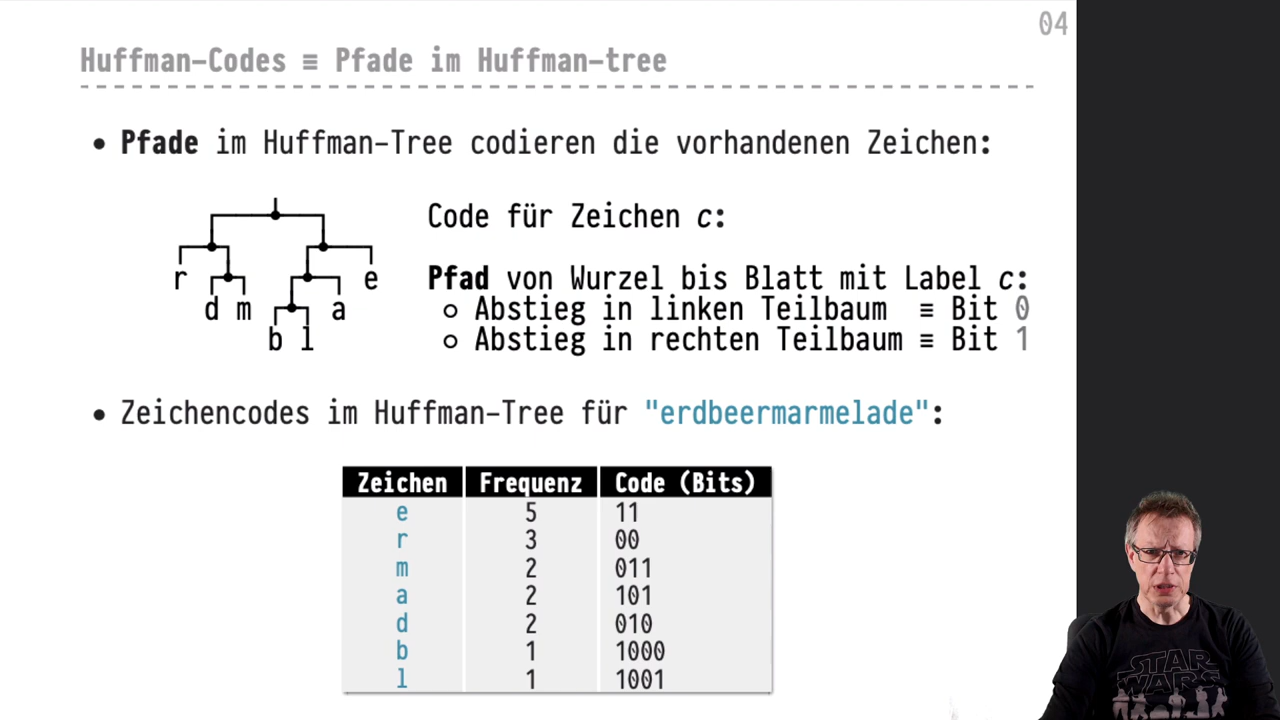 04
Huffman-Codes ≡ Pfade im Huffman-tree
• Pfade im Huffman-Tree codieren die vorhandenen Zeichen:
Code für Zeichen c:
r e
Pfad von Wurzel bis Blatt mit Label c:
d m a
○ Abstieg in linken Teilbaum ≡ Bit 0
b l
○ Abstieg in rechten Teilbaum ≡ Bit 1
• Zeichencodes im Huffman-Tree für "erdbeermarmelade":
Zeichen Frequenz Code (Bits)
e 5 11
r 3 00
m 2 011
a 2 101
d 2 010
b 1 1000
l 1 1001
STAR
WARS